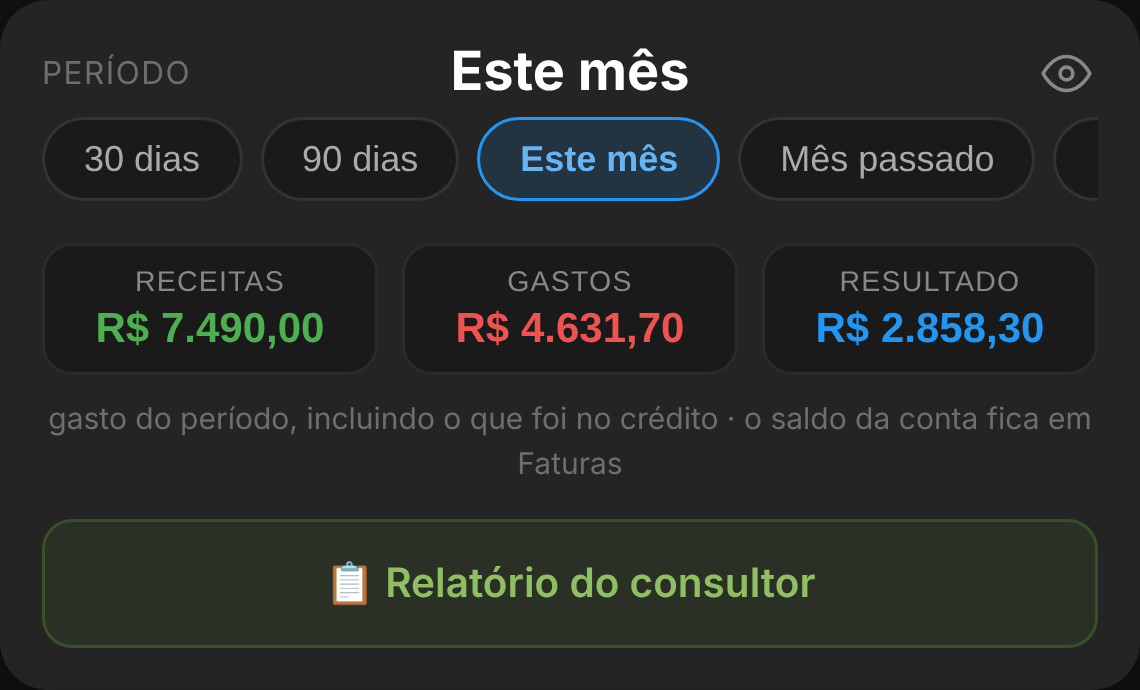 PERÍODO
Este mês
30 dias
90 dias
Este mês
Mês passado
RECEITAS
R$ 7.490,00
GASTOS
R$ 4.631,70
RESULTADO
R$ 2.858,30
gasto do período, incluindo o que foi no crédito · o saldo da conta fica em
Faturas
📋 Relatório do consultor